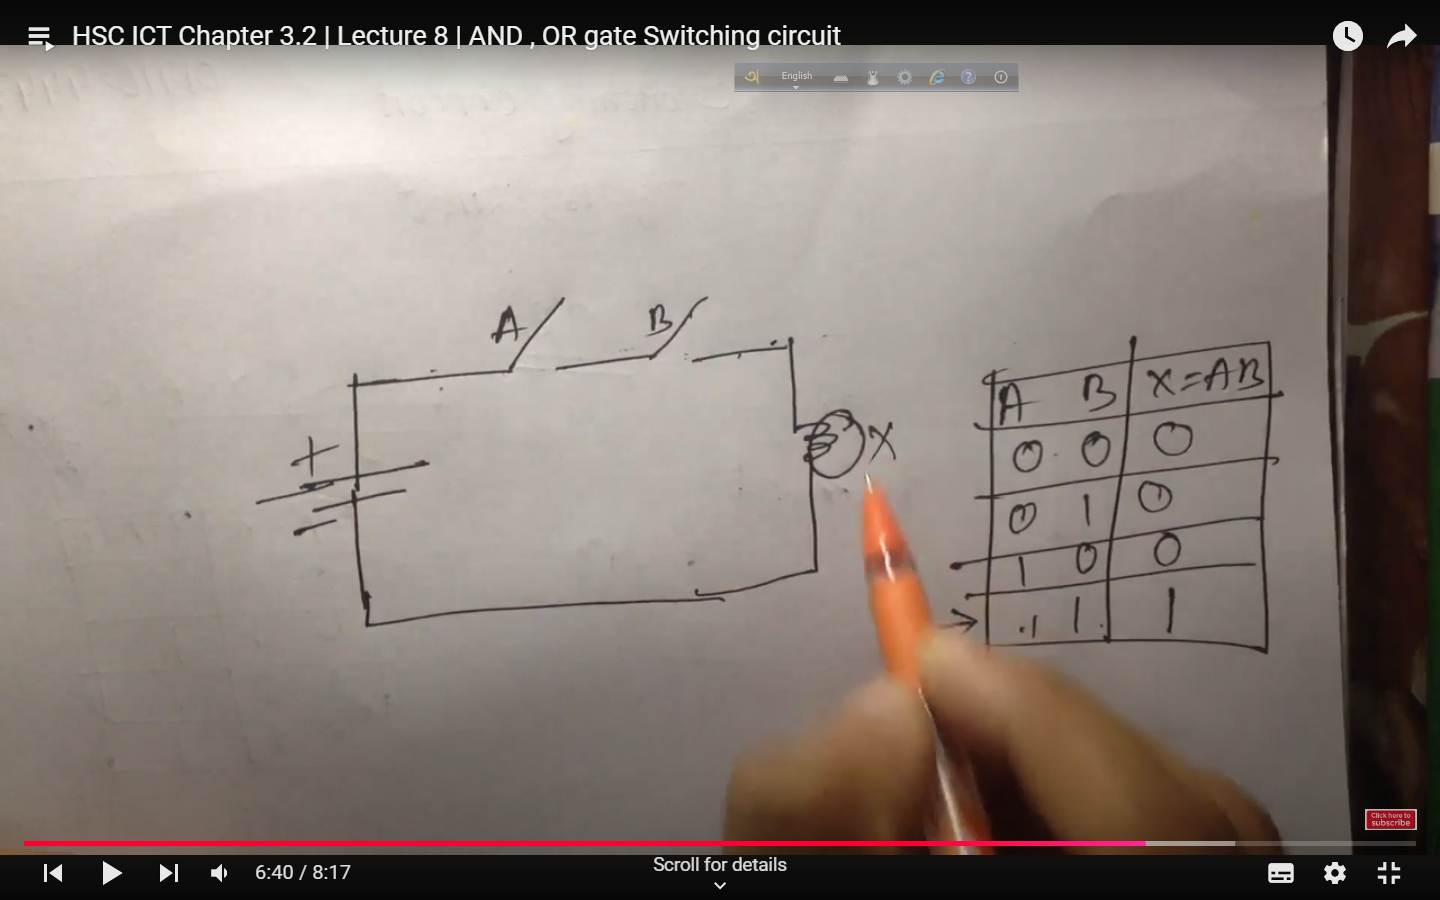 HSC ICT Chapter 3.2 | Lecture 8 | AND , OR gate Switching circuit
অ English
A B
+
X
A B X=AB
0 0 0
0 1 0
1 0 0
→ 1 1 1
Click here to
subscribe
6:40 / 8:17
Scroll for details